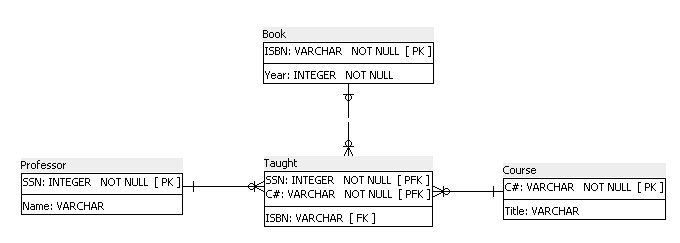 Book
ISBN: VARCHAR NOT NULL [ PK ]
Year: INTEGER NOT NULL
Professor
SSN: INTEGER NOT NULL [ PK ]
Name: VARCHAR
Taught
SSN: INTEGER NOT NULL [ PFK ]
C#: VARCHAR NOT NULL [ PFK ]
ISBN: VARCHAR [ FK ]
Course
C#: VARCHAR NOT NULL [ PK ]
Title: VARCHAR